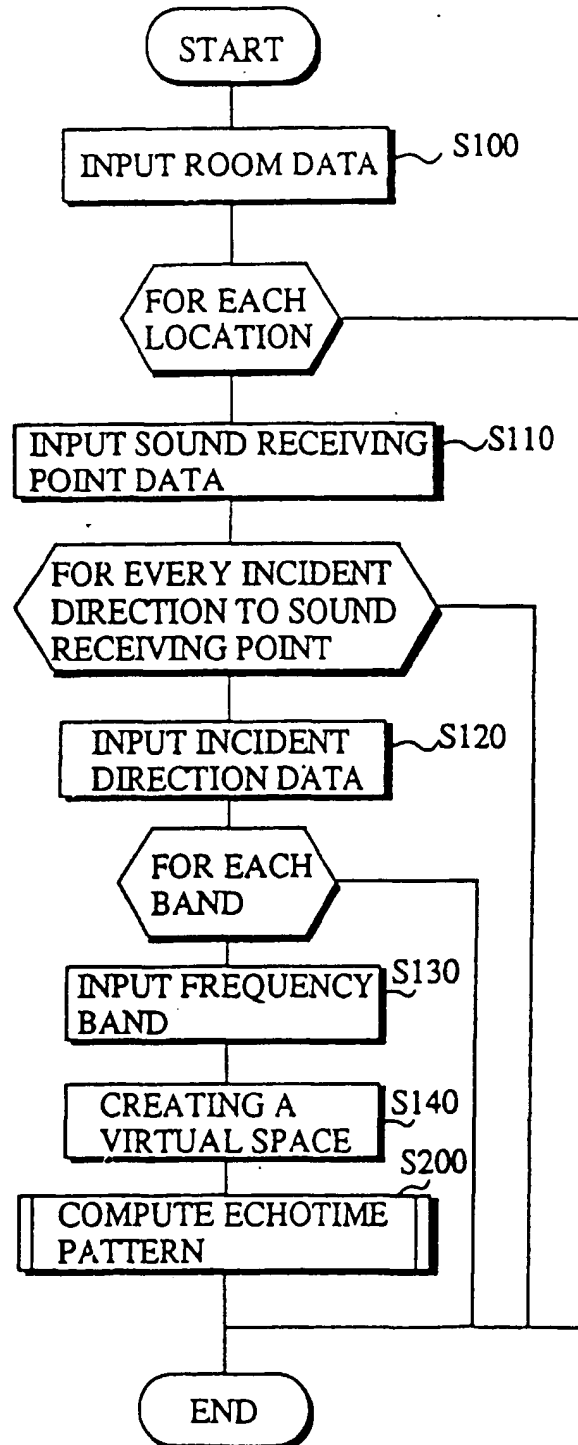 START
INPUT ROOM DATA
S100
FOR EACH
LOCATION
INPUT SOUND RECEIVING
POINT DATA
S110
FOR EVERY INCIDENT
DIRECTION TO SOUND
RECEIVING POINT
INPUT INCIDENT
DIRECTION DATA
S120
FOR EACH
BAND
INPUT FREQUENCY
BAND
S130
CREATING A
VIRTUAL SPACE
S140
COMPUTE ECHOTIME
PATTERN
S200
END